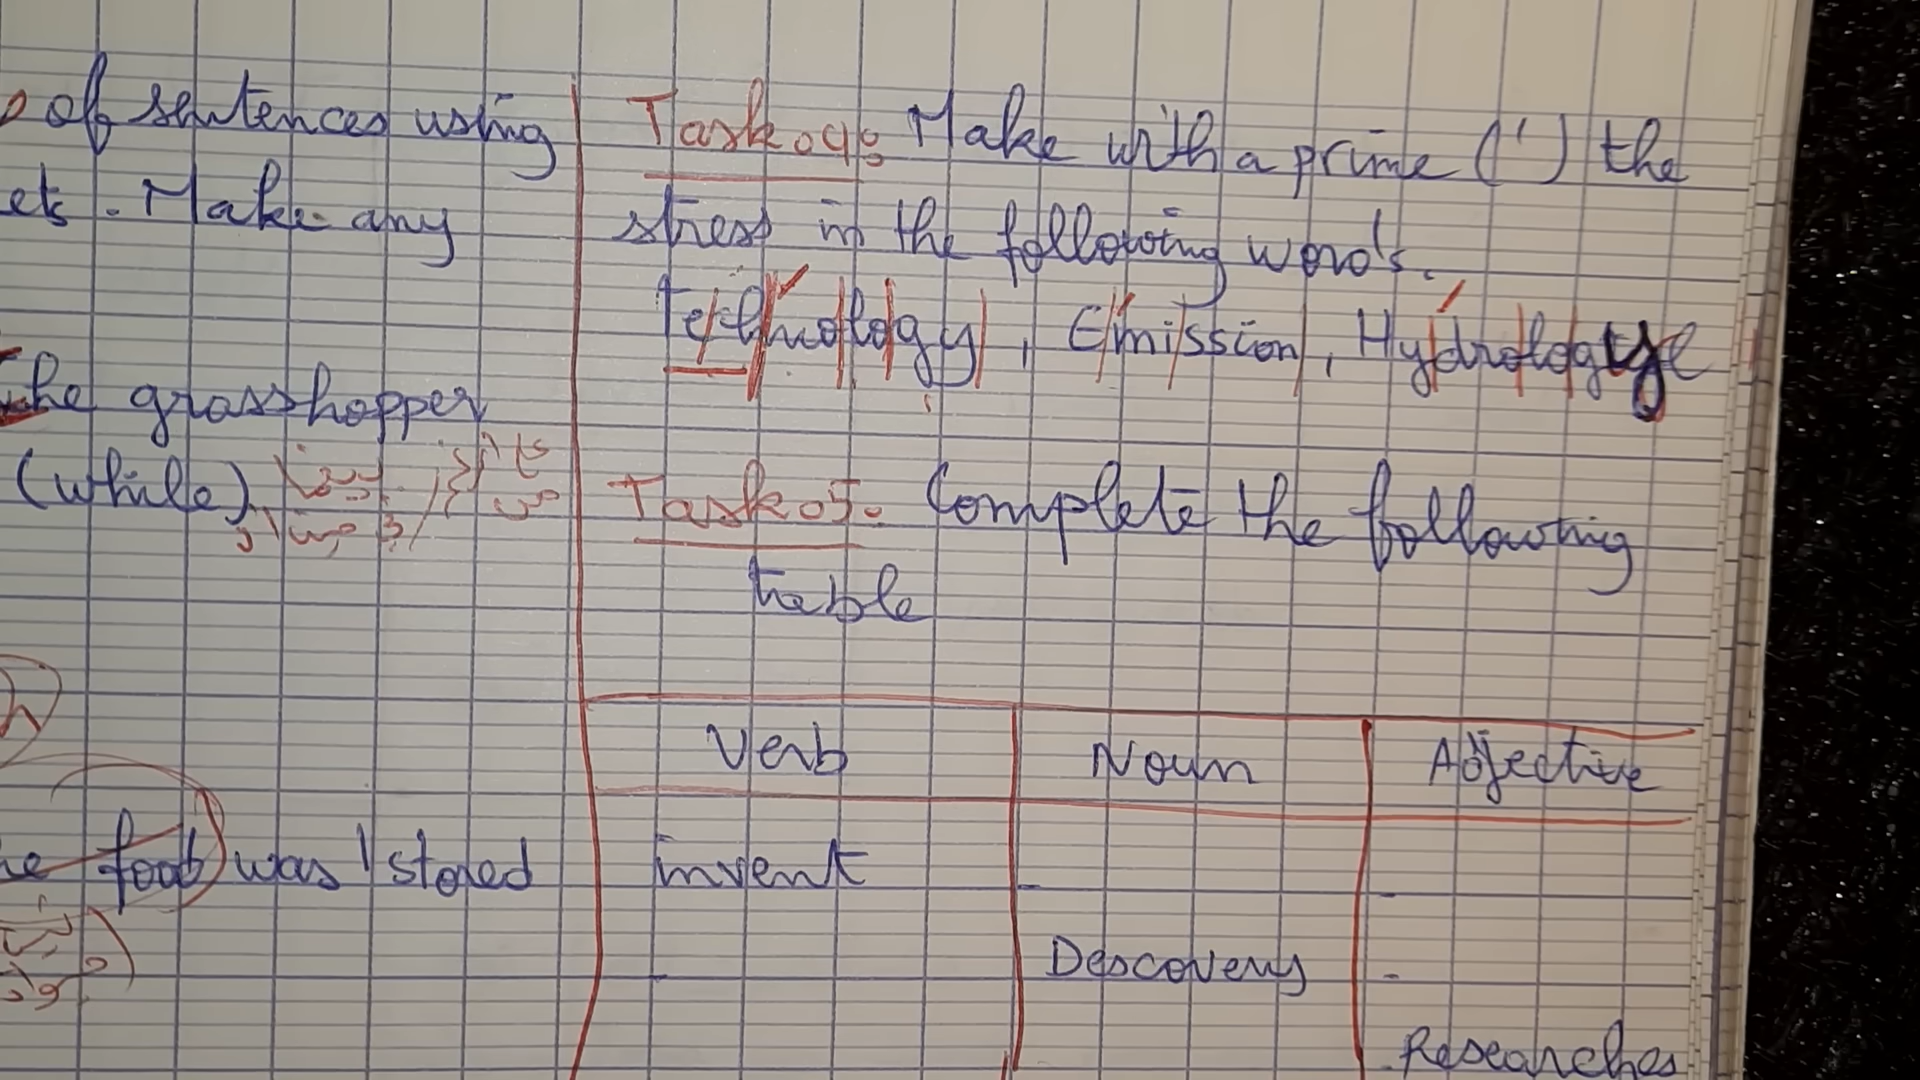 of sentences using
ets. Make any
The grasshopper
(while)
food was stored
Task 04: Make with a prime (') the
stress in the following words.
Technology, Emission, Hydrology
Task 05: Complete the following
table
Verb Noun Adjective
invent - -
- Descovery -
Researches